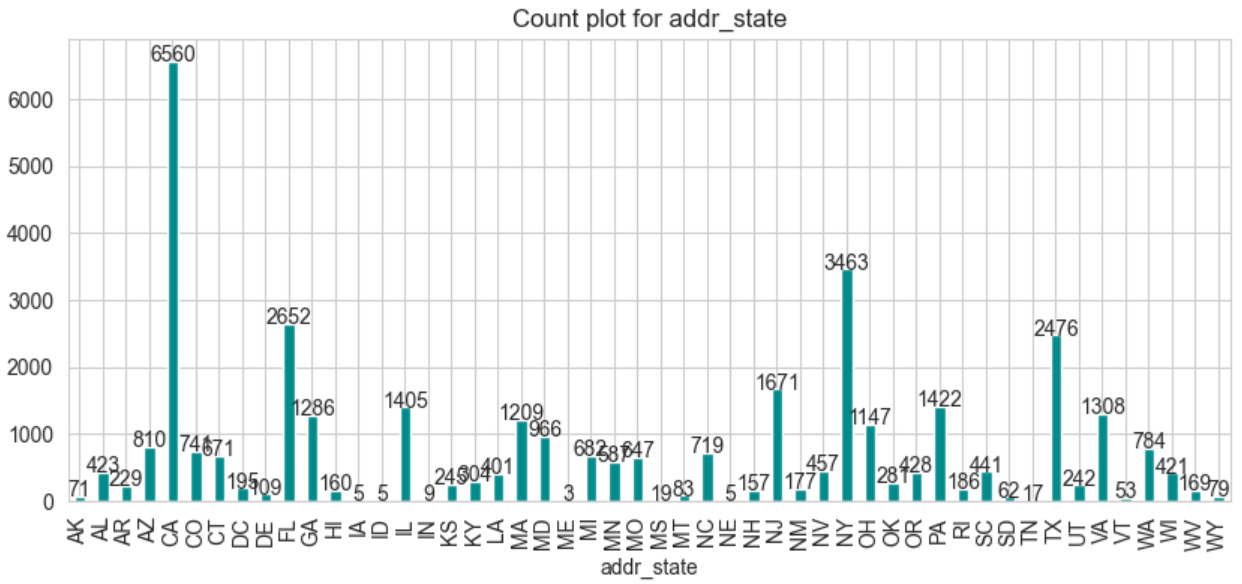 Count plot for addr_state
6000
5000
4000
3000
2000
1000
0
71
423
229
810
6560
741
671
195
109
2652
1286
160
5
5
1405
9
245
304
401
1209
966
3
682
587
647
19
83
719
5
157
1671
177
457
3463
1147
281
428
1422
186
441
62
17
2476
242
1308
53
784
421
169
79
AK
AL
AR
AZ
CA
CO
CT
DC
DE
FL
GA
HI
IA
ID
IL
IN
KS
KY
LA
MA
MD
ME
MI
MN
MO
MS
MT
NC
NE
NH
NJ
NM
NV
NY
OH
OK
OR
PA
RI
SC
SD
TN
TX
UT
VA
VT
WA
WI
WV
WY
addr_state